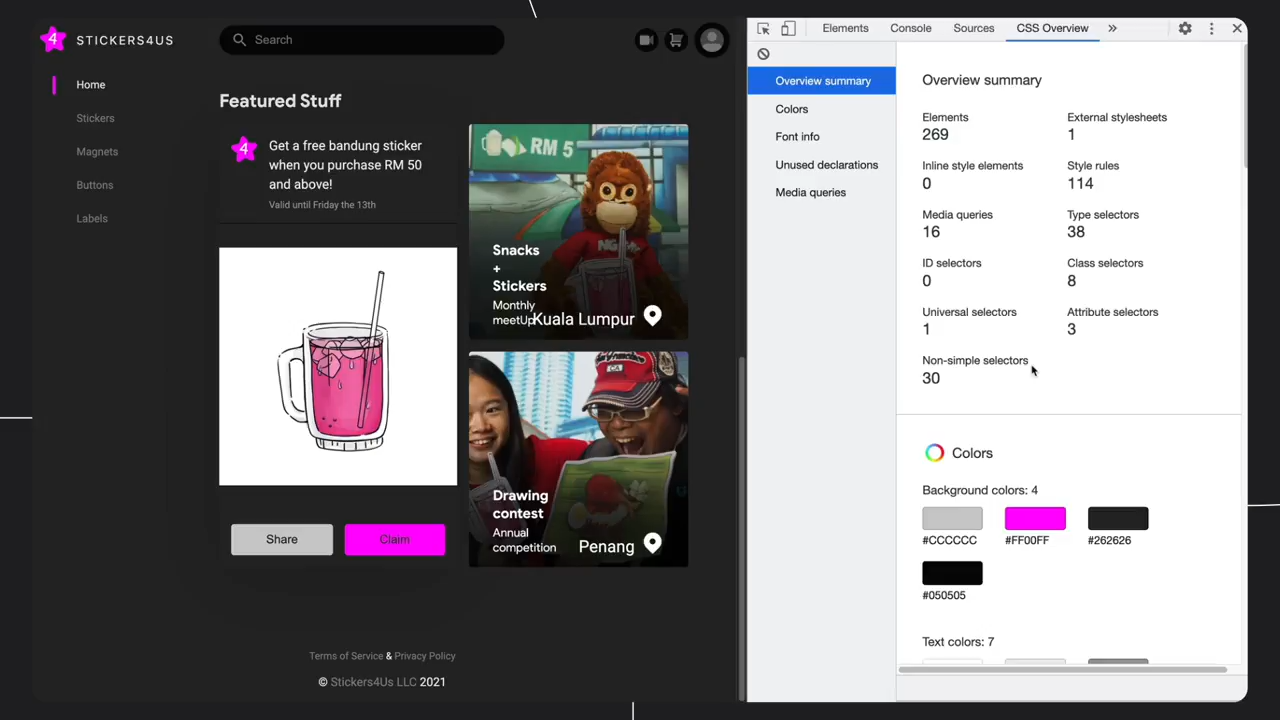 4
STICKERS4US
Search
Home
Stickers
Magnets
Buttons
Labels
Featured Stuff
4
Get a free bandung sticker
when you purchase RM 50
and above!
Valid until Friday the 13th
RM 5
Snacks
+
Stickers
Monthly
meetUp
Kuala Lumpur
CA
Drawing
contest
Annual
competition
Penang
Share
Claim
Terms of Service & Privacy Policy
© Stickers4Us LLC 2021
Elements
Console
Sources
CSS Overview
»
Overview summary
Colors
Font info
Unused declarations
Media queries
Overview summary
Elements
269
External stylesheets
1
Inline style elements
0
Style rules
114
Media queries
16
Type selectors
38
ID selectors
0
Class selectors
8
Universal selectors
1
Attribute selectors
3
Non-simple selectors
30
Colors
Background colors: 4
#CCCCCC
#FF00FF
#262626
#050505
Text colors: 7